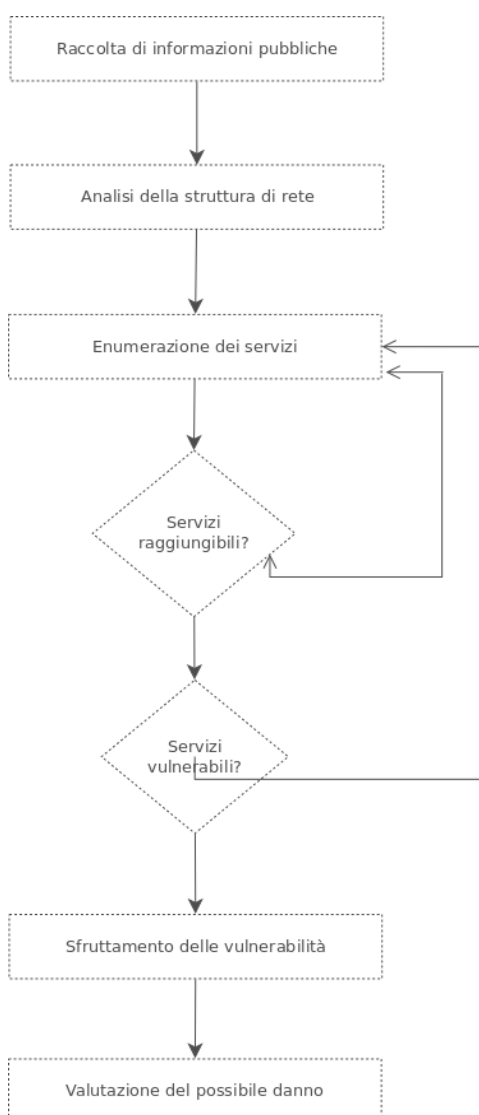 Raccolta di informazioni pubbliche
Analisi della struttura di rete
Enumerazione dei servizi
Servizi
raggiungibili?
Servizi
vulnerabili?
Sfruttamento delle vulnerabilità
Valutazione del possibile danno